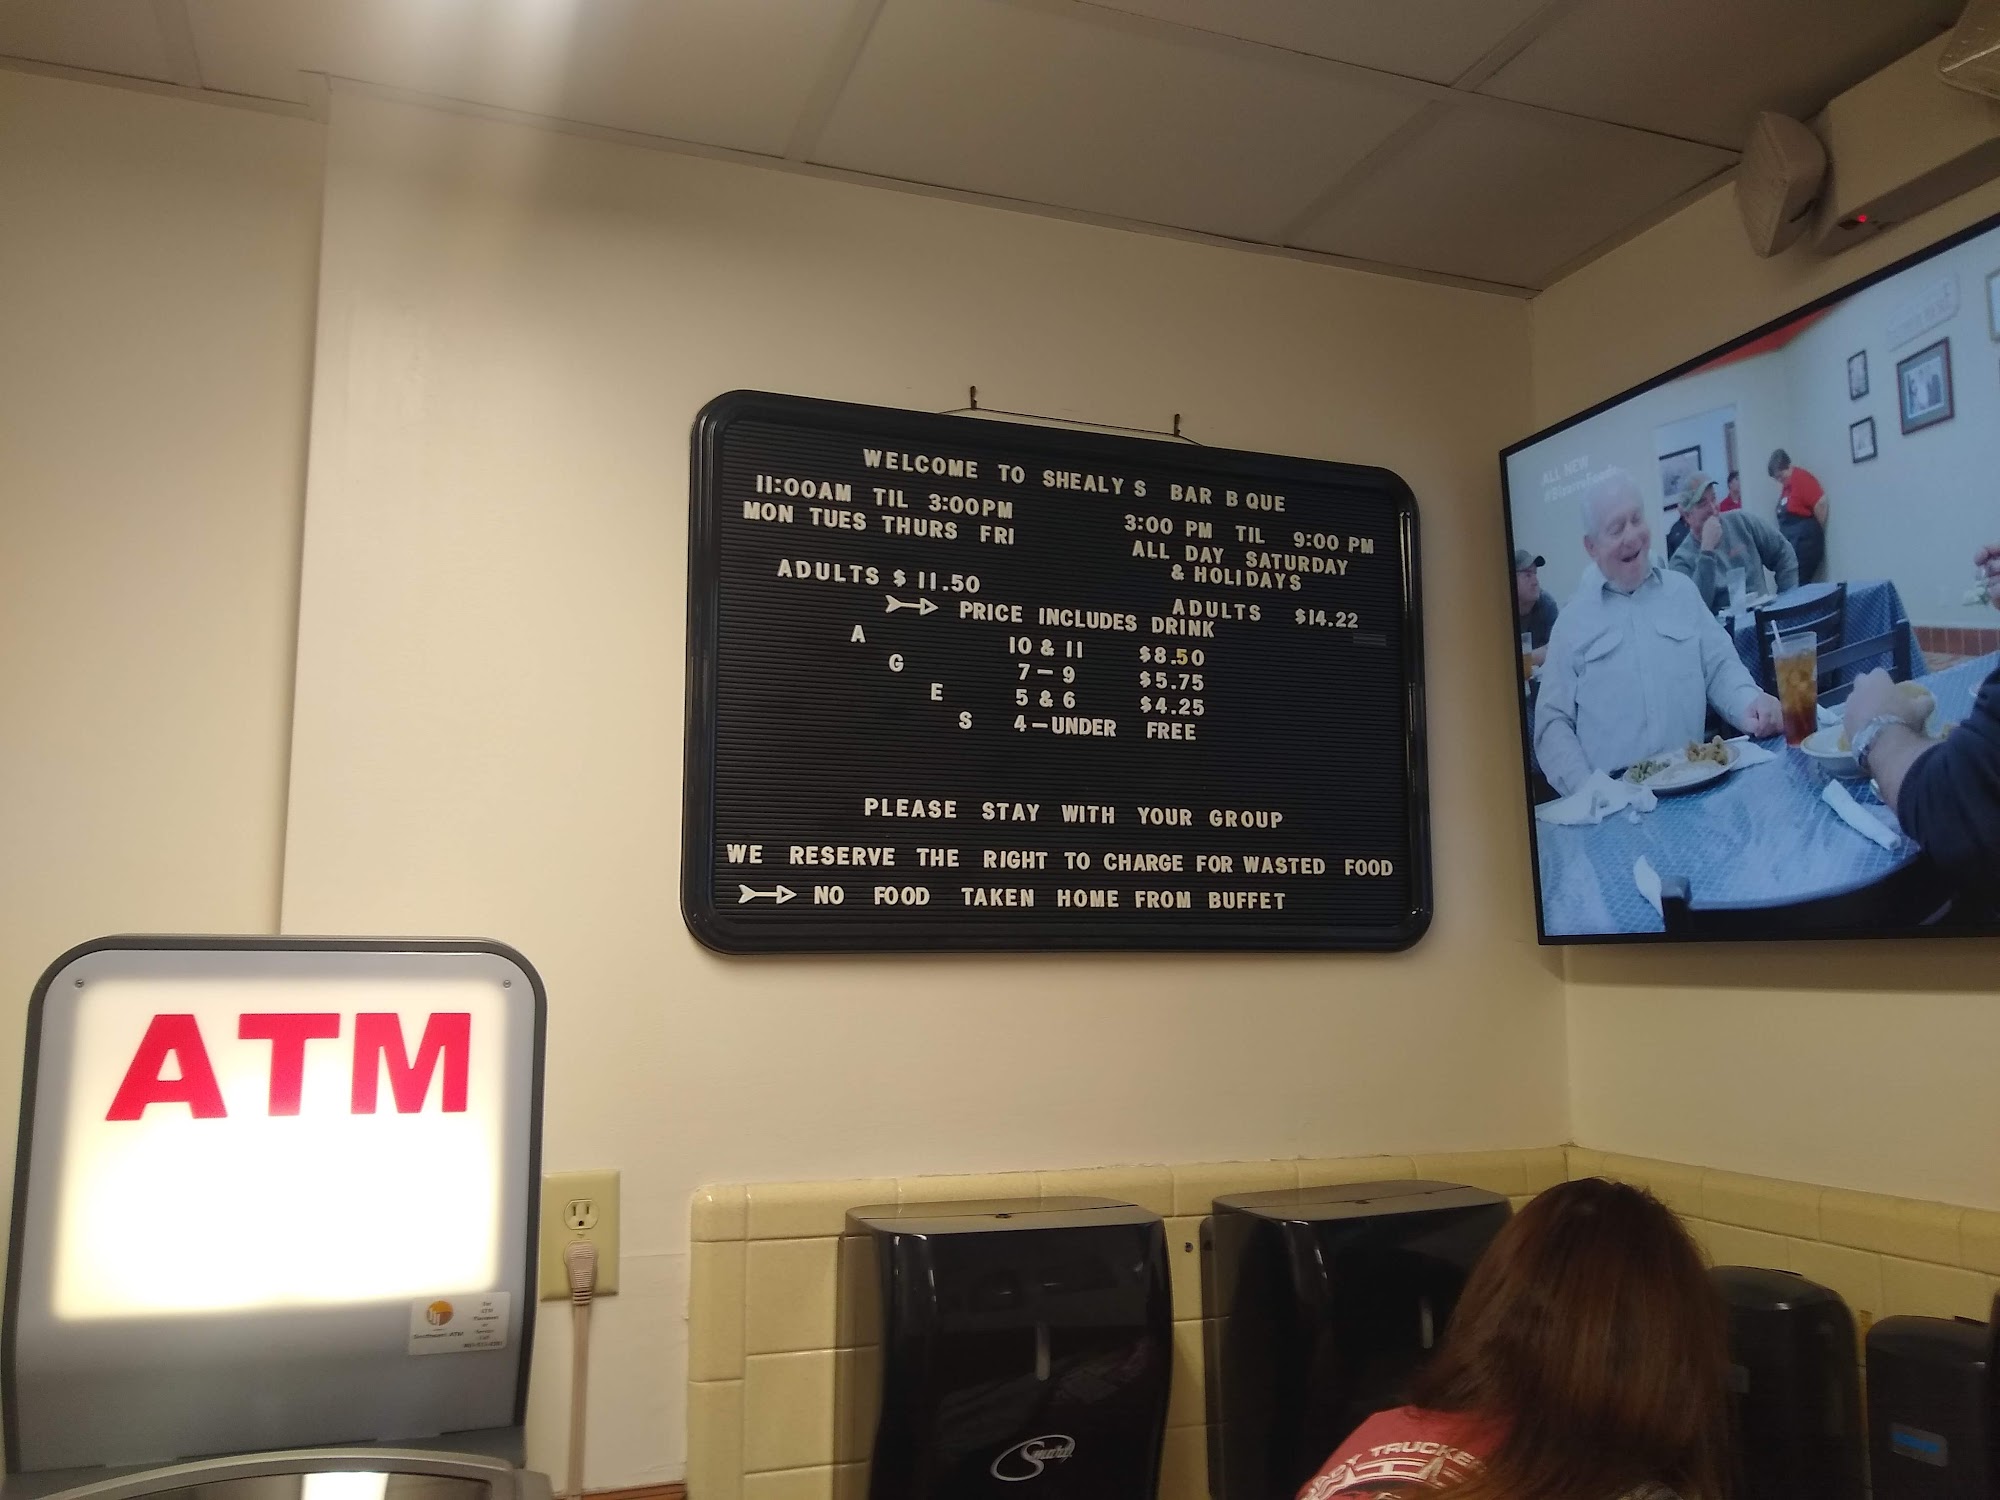 WELCOME TO SHEALY S BAR B QUE
11:00AM TIL 3:00PM
MON TUES THURS FRI
3:00 PM TIL 9:00 PM
ALL DAY SATURDAY
& HOLIDAYS
ADULTS $ 11.50
ADULTS $14.22
PRICE INCLUDES DRINK
A
G
E
S
10 & 11 $8.50
7 - 9 $5.75
5 & 6 $4.25
4 - UNDER FREE
PLEASE STAY WITH YOUR GROUP
WE RESERVE THE RIGHT TO CHARGE FOR WASTED FOOD
NO FOOD TAKEN HOME FROM BUFFET
ALL NEW
ATM